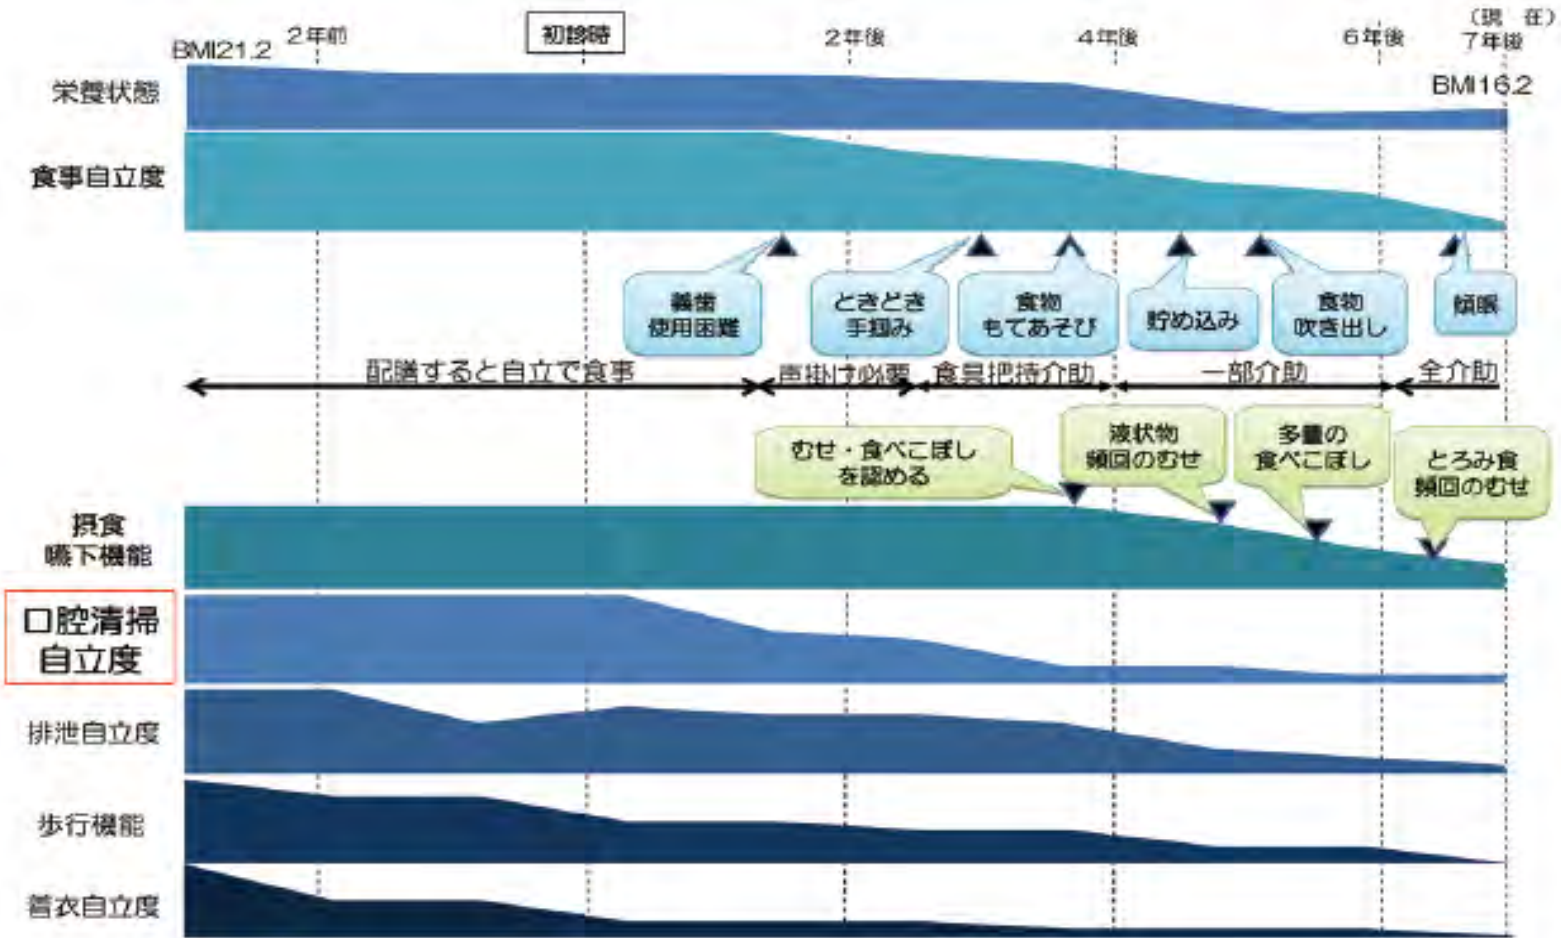 (現　在)
2年前
初診時
2年後
4年後
6年後
7年後
BMI21.2
BMI16.2
栄養状態
食事自立度
義歯
使用困難
ときどき
手掴み
食物
もてあそび
貯め込み
食物
吹き出し
傾眠
配膳すると自立で食事
声掛け必要
食具把持介助
一部介助
全介助
むせ・食べこぼし
を認める
液状物
頻回のむせ
多量の
食べこぼし
とろみ食
頻回のむせ
摂食
嚥下機能
口腔清掃
自立度
排泄自立度
歩行機能
着衣自立度